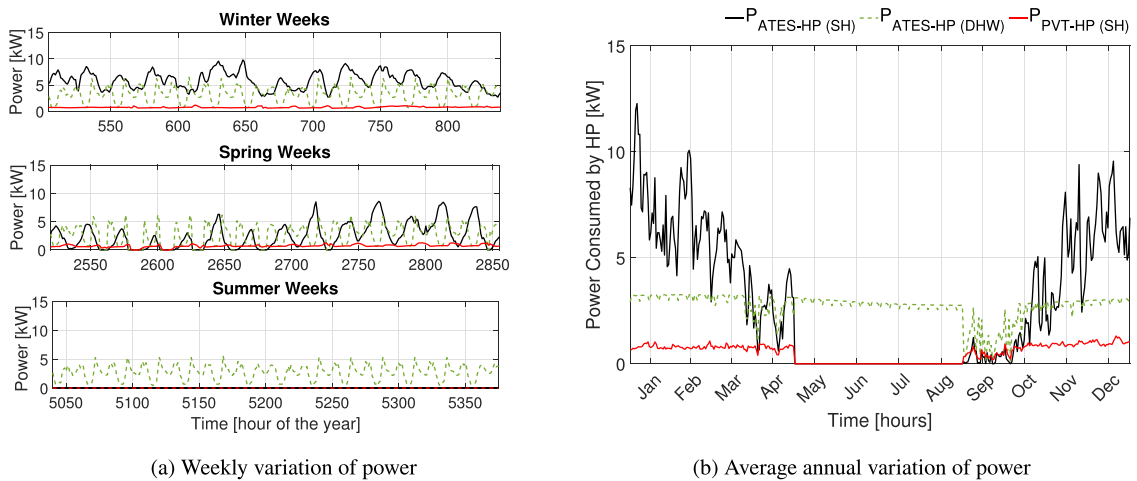 Winter Weeks
Power [kW]
15
10
5
0
550
600
650
700
750
800
Spring Weeks
Power [kW]
15
10
5
0
2550
2600
2650
2700
2750
2800
2850
Summer Weeks
Power [kW]
15
10
5
0
5050
5100
5150
5200
5250
5300
5350
Time [hour of the year]
(a) Weekly variation of power
P ATES-HP (SH)
P ATES-HP (DHW)
P PVT-HP (SH)
Power Consumed by HP [kW]
15
10
5
0
Jan
Feb
Mar
Apr
May
Jun
Jul
Aug
Sep
Oct
Nov
Dec
Time [hours]
(b) Average annual variation of power